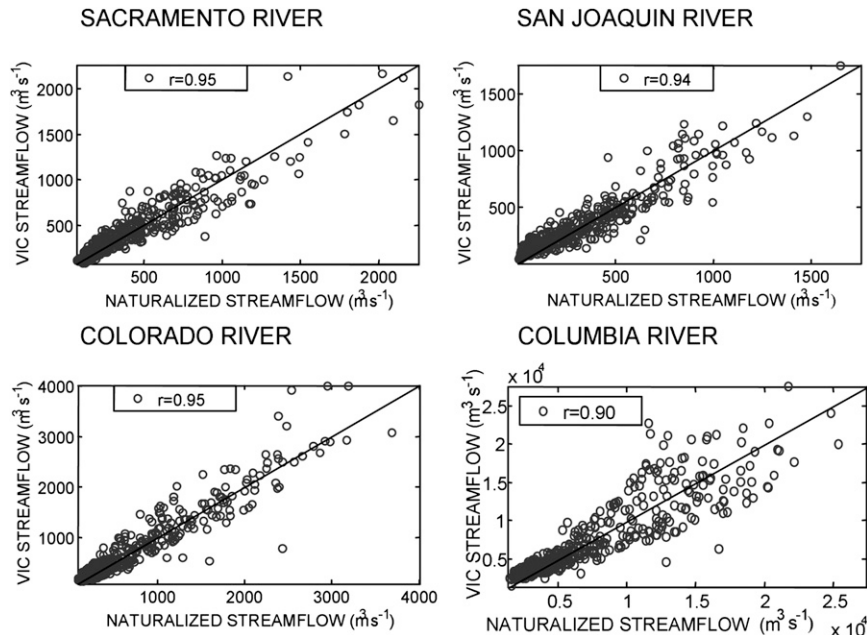 SACRAMENTO RIVER
r=0.95
VIC STREAMFLOW (m³s⁻¹)
2000
1500
1000
500
500 1000 1500 2000
NATURALIZED STREAMFLOW (m³s⁻¹)
SAN JOAQUIN RIVER
r=0.94
VIC STREAMFLOW (m³s⁻¹)
1500
1000
500
500 1000 1500
NATURALIZED STREAMFLOW (m³s⁻¹)
COLORADO RIVER
r=0.95
VIC STREAMFLOW (m³s⁻¹)
4000
3000
2000
1000
1000 2000 3000 4000
NATURALIZED STREAMFLOW (m³s⁻¹)
COLUMBIA RIVER
x 10⁴
r=0.90
VIC STREAMFLOW (m³s⁻¹)
2.5
2
1.5
1
0.5
0.5 1 1.5 2 2.5
NATURALIZED STREAMFLOW (m³s⁻¹)
x 10